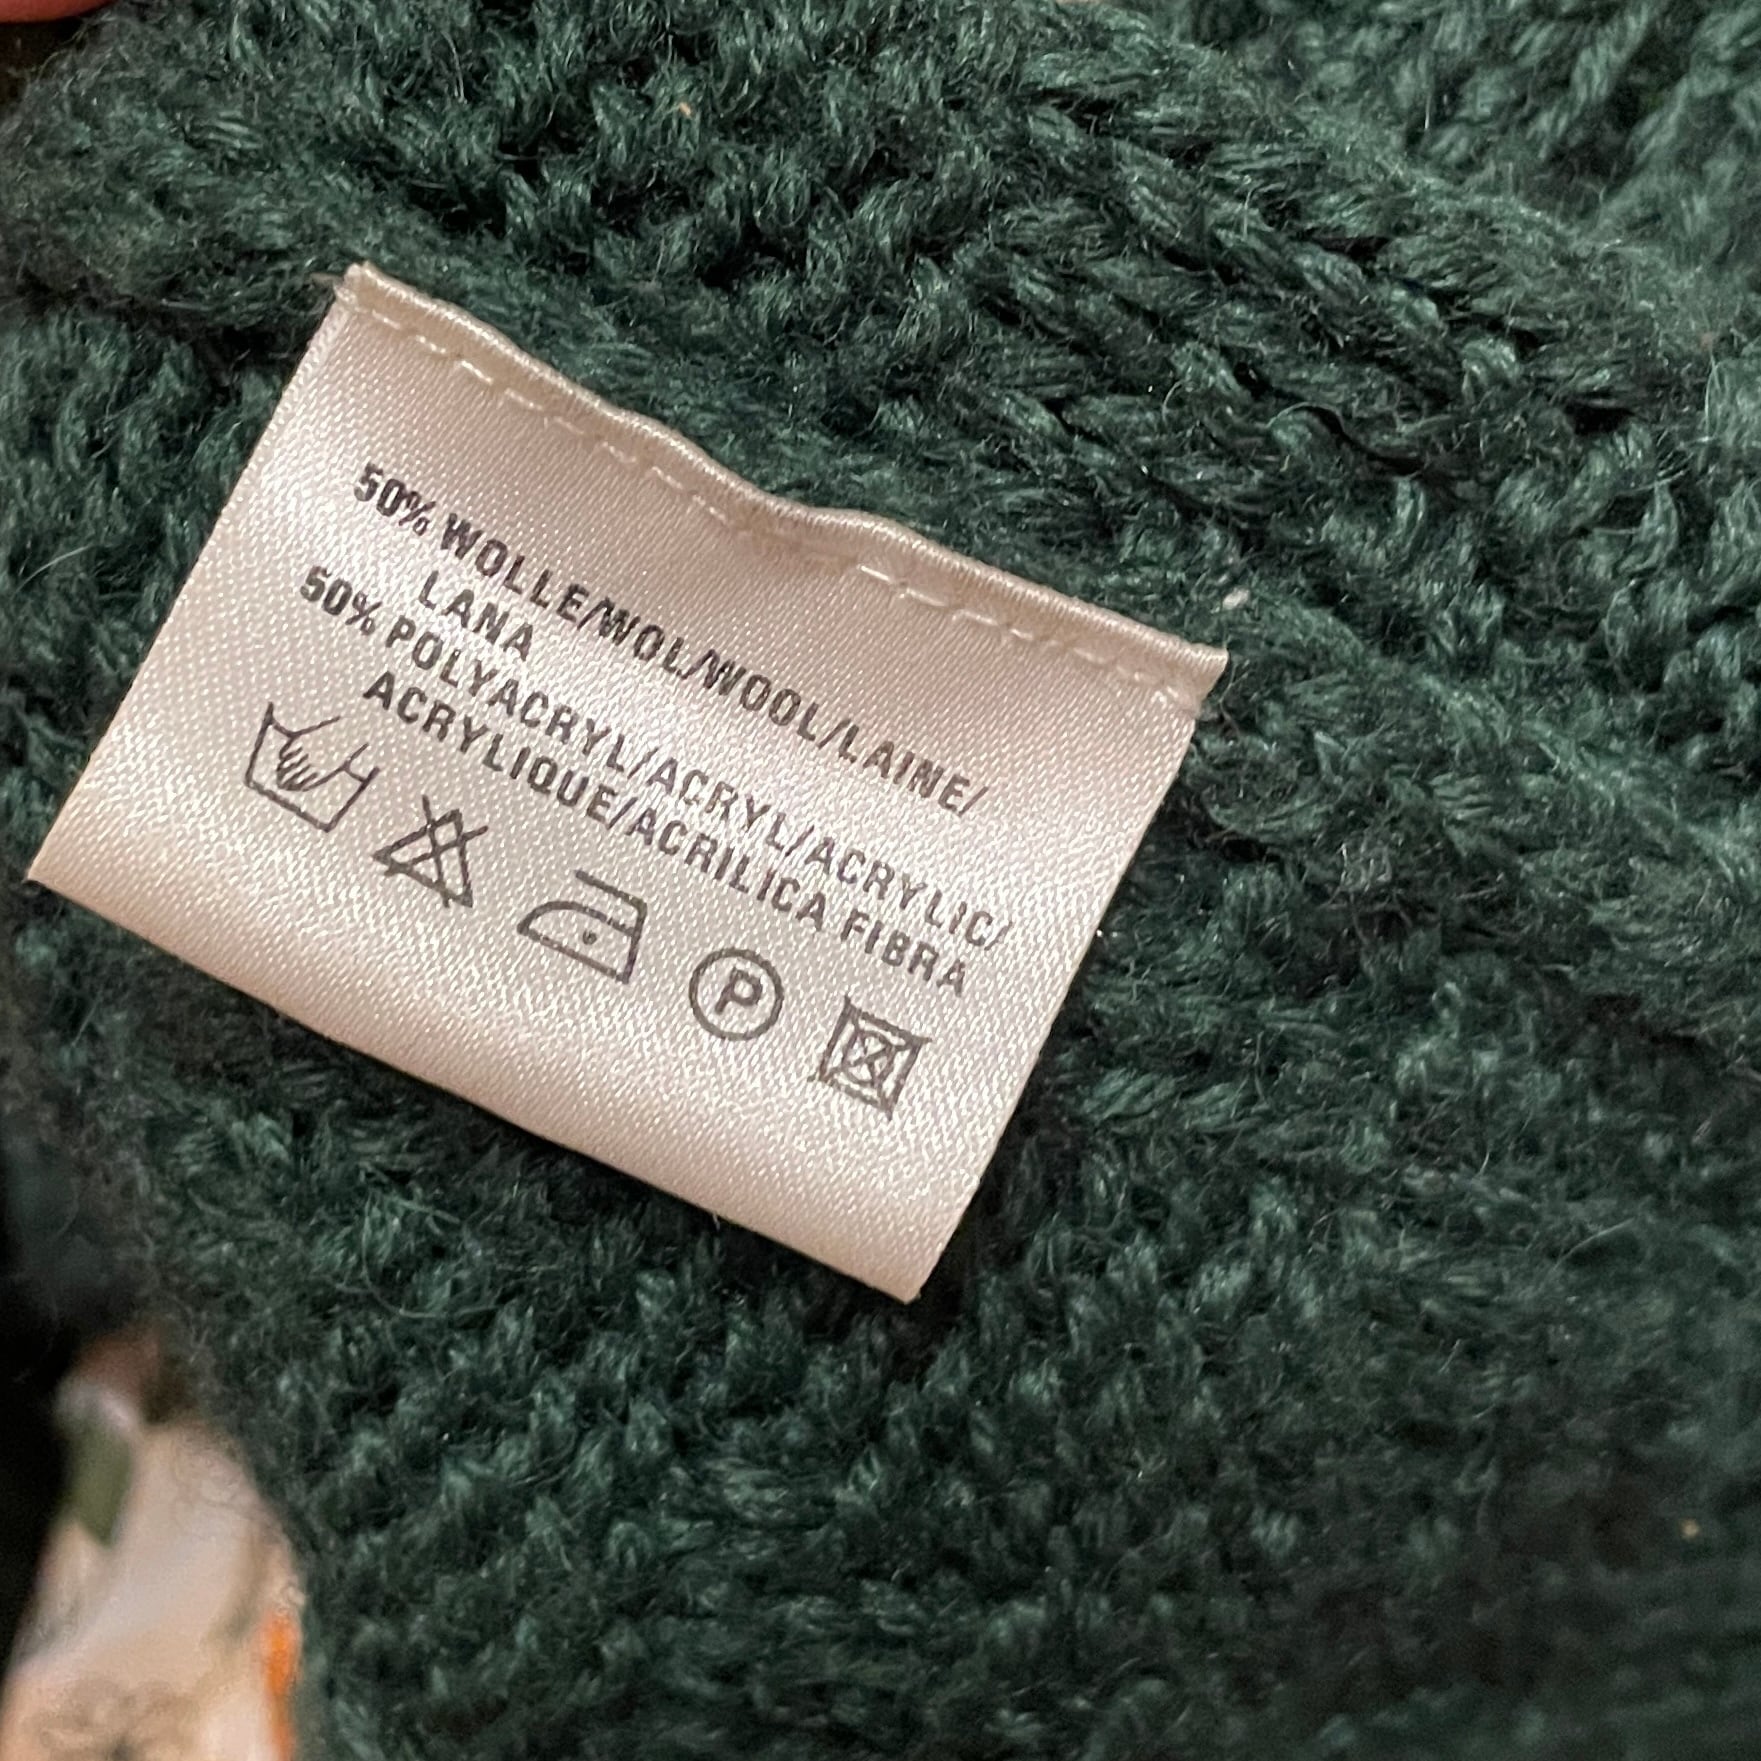 50% WOLLE/WOL/WOOL/LAINE/
LANA
50% POLYACRYL/ACRYL/ACRYLIC/
ACRYLIQUE/ACRILICA FIBRA
P